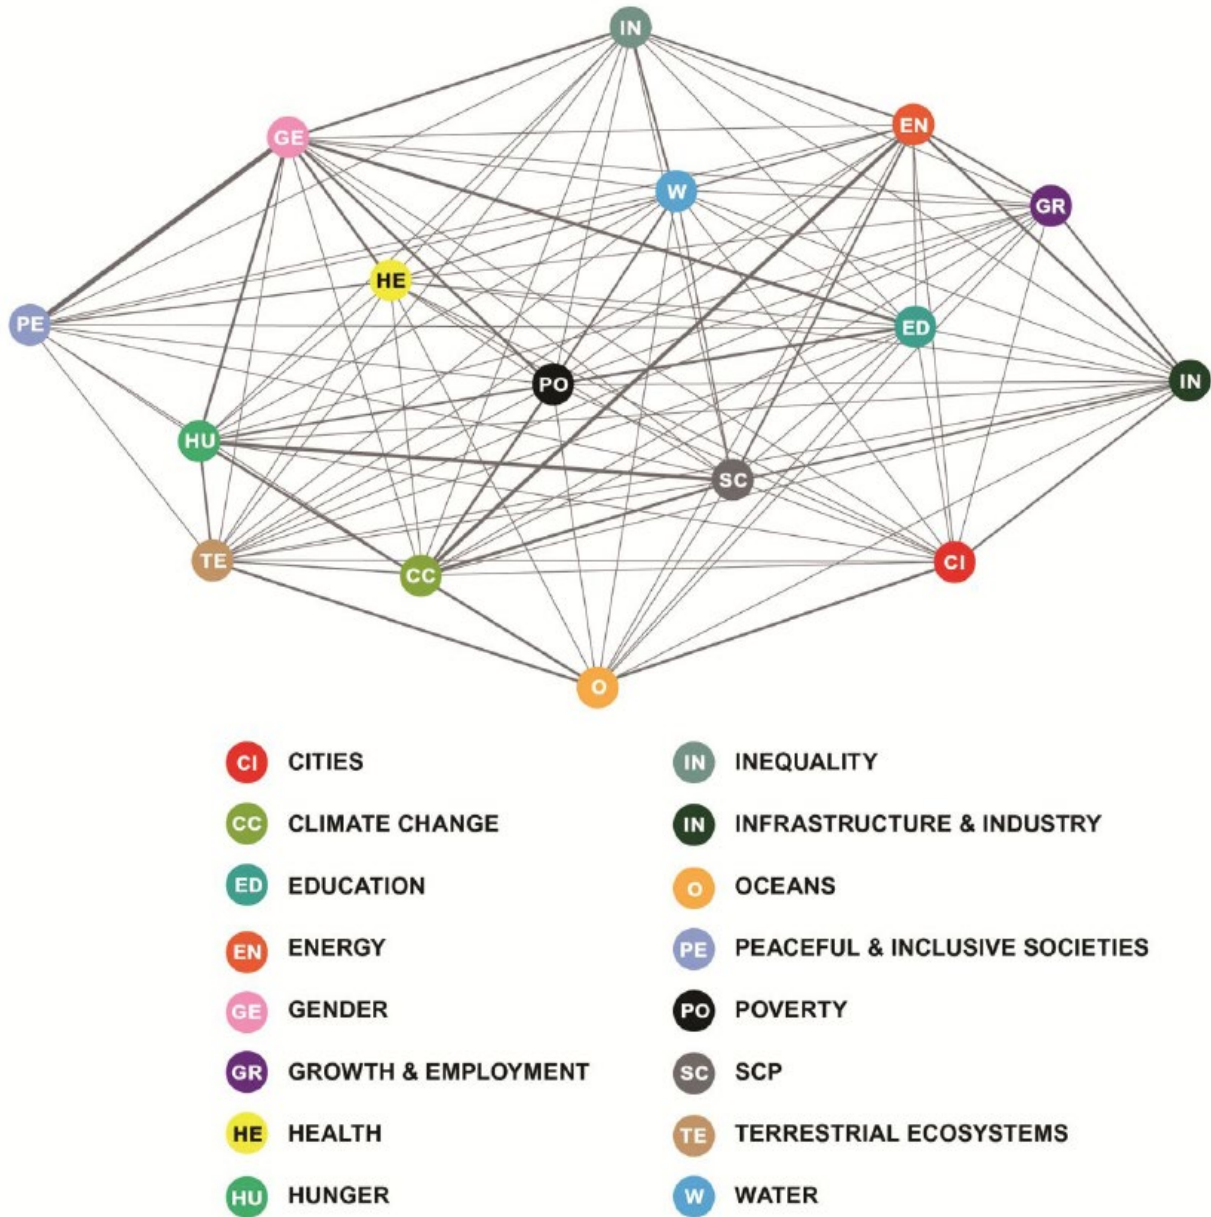 IN
EN
GE
W
GR
HE
PE
ED
PO
IN
HU
SC
TE
CC
CI
O
CI CITIES
CC CLIMATE CHANGE
ED EDUCATION
EN ENERGY
GE GENDER
GR GROWTH & EMPLOYMENT
HE HEALTH
HU HUNGER
IN INEQUALITY
IN INFRASTRUCTURE & INDUSTRY
O OCEANS
PE PEACEFUL & INCLUSIVE SOCIETIES
PO POVERTY
SC SCP
TE TERRESTRIAL ECOSYSTEMS
W WATER